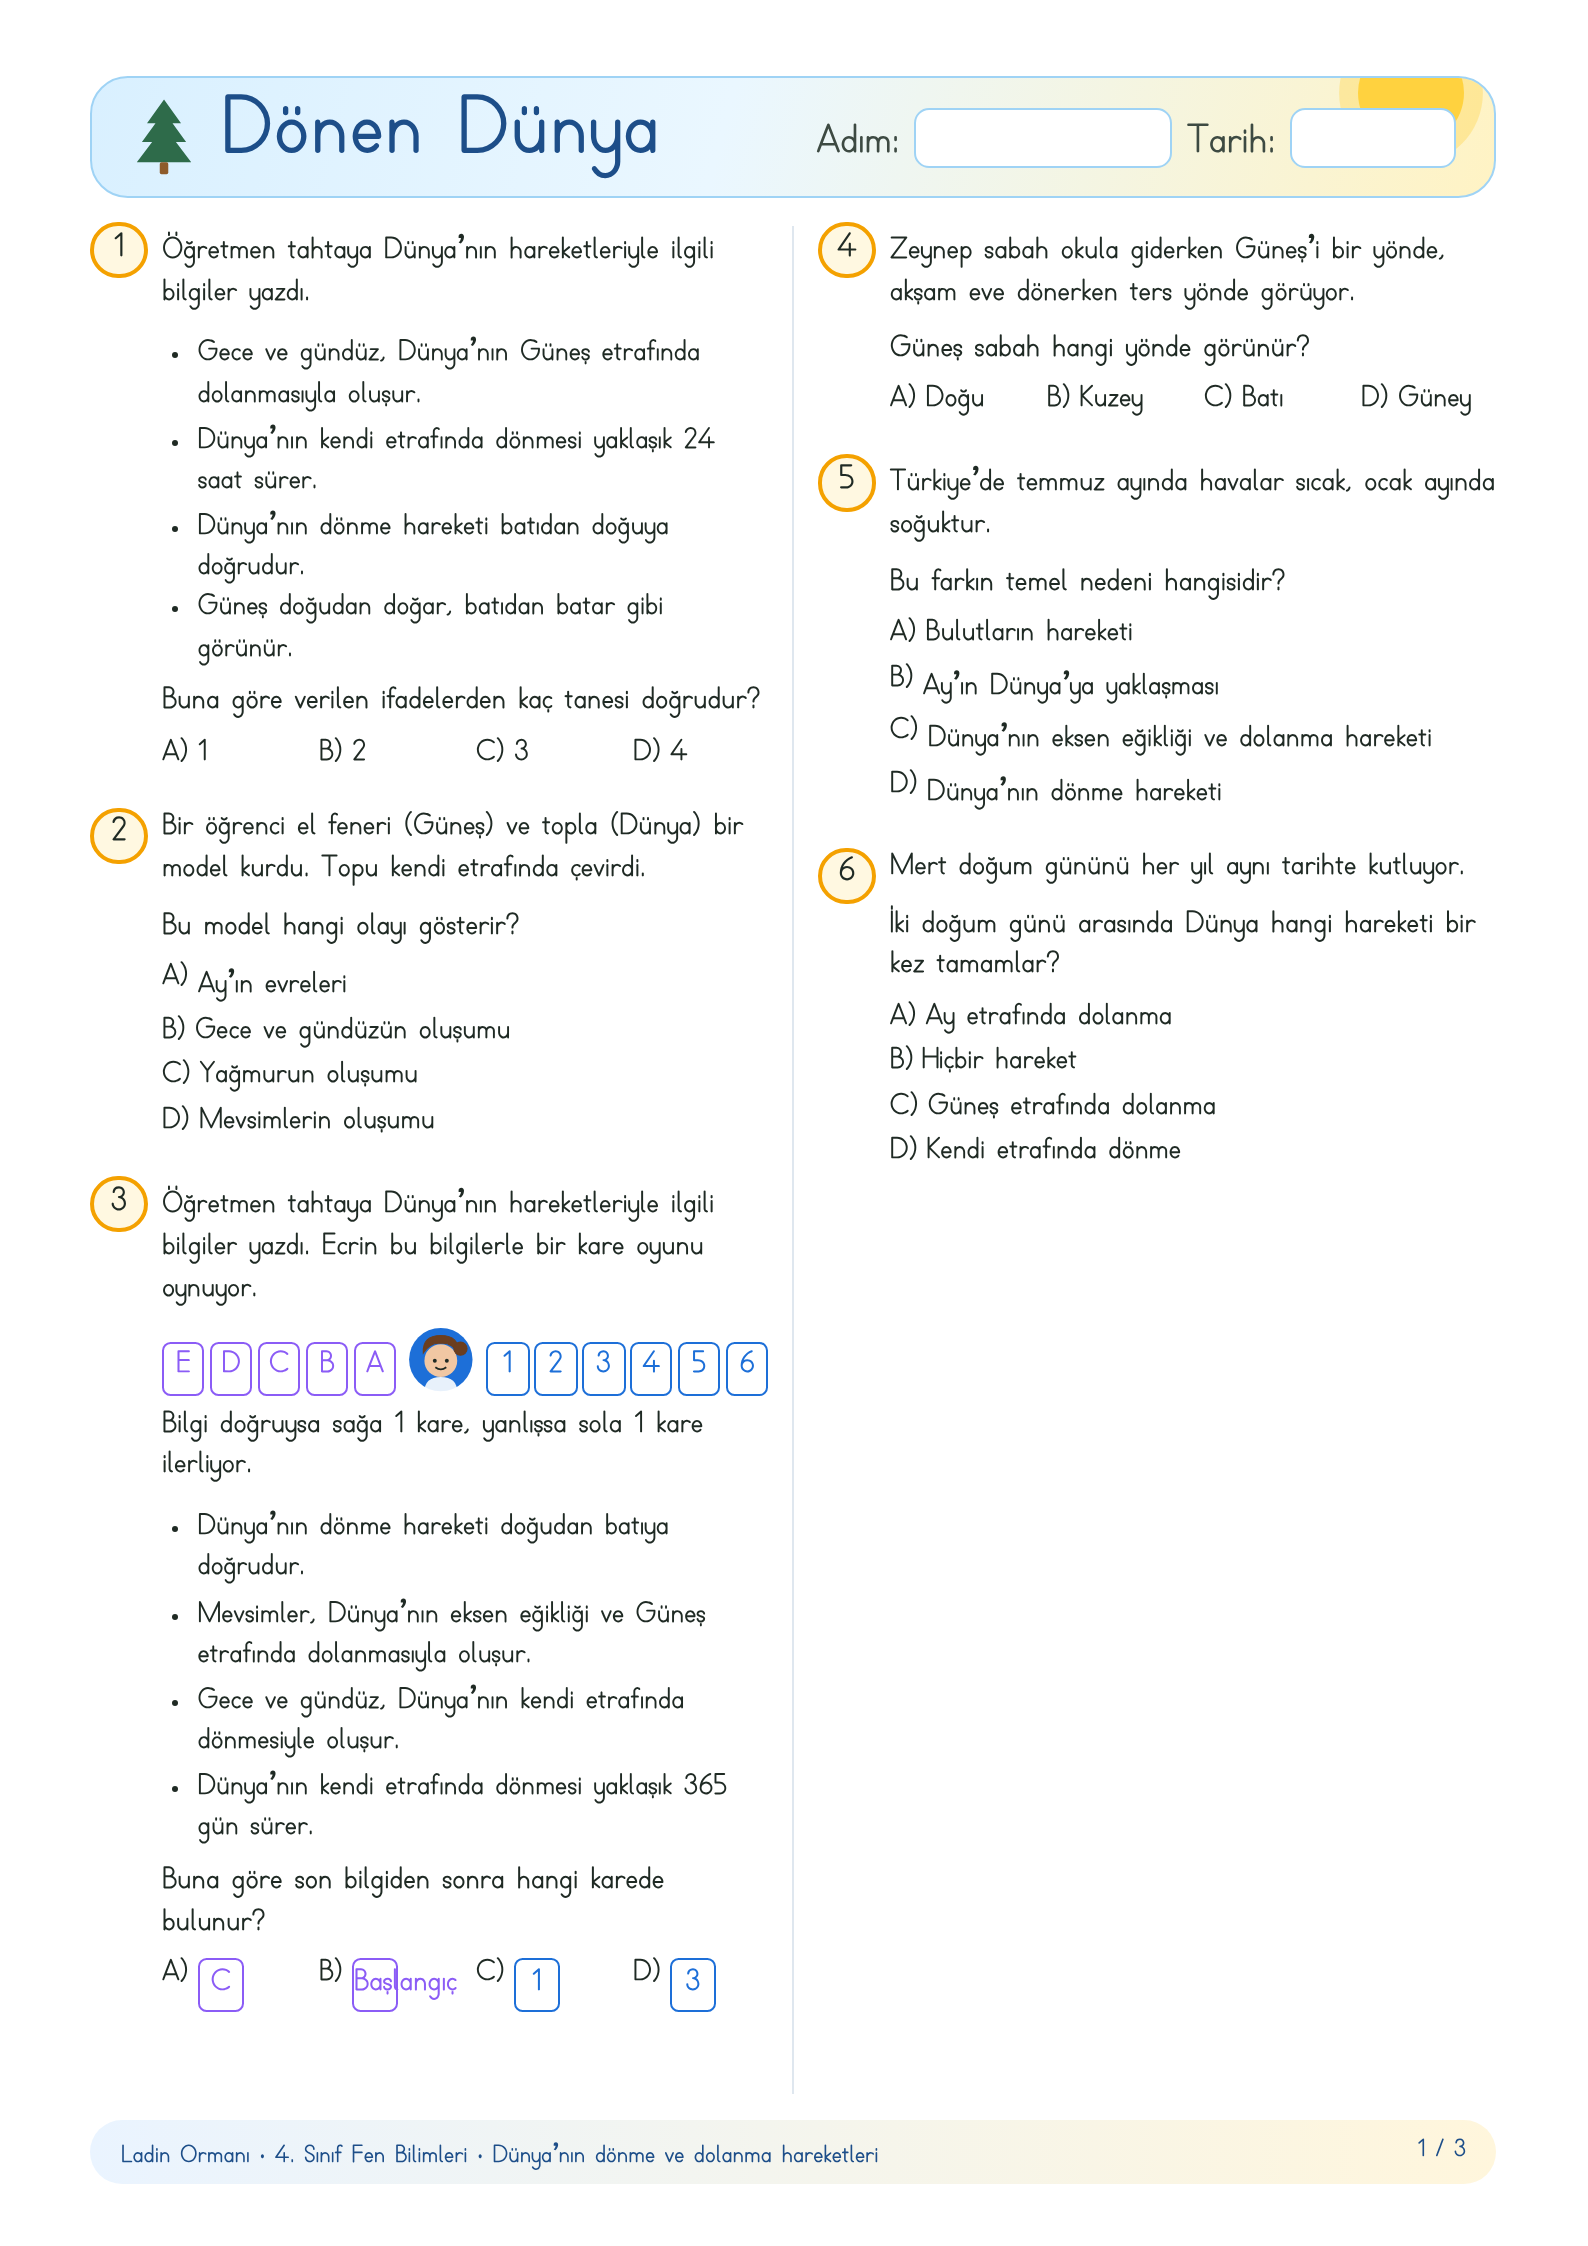 Dönen Dünya
Adım:
Tarih:
1
Öğretmen tahtaya Dünya’nın hareketleriyle ilgili
bilgiler yazdı.
• Gece ve gündüz, Dünya’nın Güneş etrafında
dolanmasıyla oluşur.
• Dünya’nın kendi etrafında dönmesi yaklaşık 24
saat sürer.
• Dünya’nın dönme hareketi batıdan doğuya
doğrudur.
• Güneş doğudan doğar, batıdan batar gibi
görünür.
Buna göre verilen ifadelerden kaç tanesi doğrudur?
A) 1 B) 2 C) 3 D) 4
2
Bir öğrenci el feneri (Güneş) ve topla (Dünya) bir
model kurdu. Topu kendi etrafında çevirdi.
Bu model hangi olayı gösterir?
A) Ay’ın evreleri
B) Gece ve gündüzün oluşumu
C) Yağmurun oluşumu
D) Mevsimlerin oluşumu
3
Öğretmen tahtaya Dünya’nın hareketleriyle ilgili
bilgiler yazdı. Ecrin bu bilgilerle bir kare oyunu
oynuyor.
E D C B A 1 2 3 4 5 6
Bilgi doğruysa sağa 1 kare, yanlışsa sola 1 kare
ilerliyor.
• Dünya’nın dönme hareketi doğudan batıya
doğrudur.
• Mevsimler, Dünya’nın eksen eğikliği ve Güneş
etrafında dolanmasıyla oluşur.
• Gece ve gündüz, Dünya’nın kendi etrafında
dönmesiyle oluşur.
• Dünya’nın kendi etrafında dönmesi yaklaşık 365
gün sürer.
Buna göre son bilgiden sonra hangi karede
bulunur?
A) C B) Başlangıç C) 1 D) 3
4
Zeynep sabah okula giderken Güneş’i bir yönde,
akşam eve dönerken ters yönde görüyor.
Güneş sabah hangi yönde görünür?
A) Doğu B) Kuzey C) Batı D) Güney
5
Türkiye’de temmuz ayında havalar sıcak, ocak ayında
soğuktur.
Bu farkın temel nedeni hangisidir?
A) Bulutların hareketi
B) Ay’ın Dünya’ya yaklaşması
C) Dünya’nın eksen eğikliği ve dolanma hareketi
D) Dünya’nın dönme hareketi
6
Mert doğum gününü her yıl aynı tarihte kutluyor.
İki doğum günü arasında Dünya hangi hareketi bir
kez tamamlar?
A) Ay etrafında dolanma
B) Hiçbir hareket
C) Güneş etrafında dolanma
D) Kendi etrafında dönme
Ladin Ormanı • 4. Sınıf Fen Bilimleri • Dünya’nın dönme ve dolanma hareketleri
1 / 3